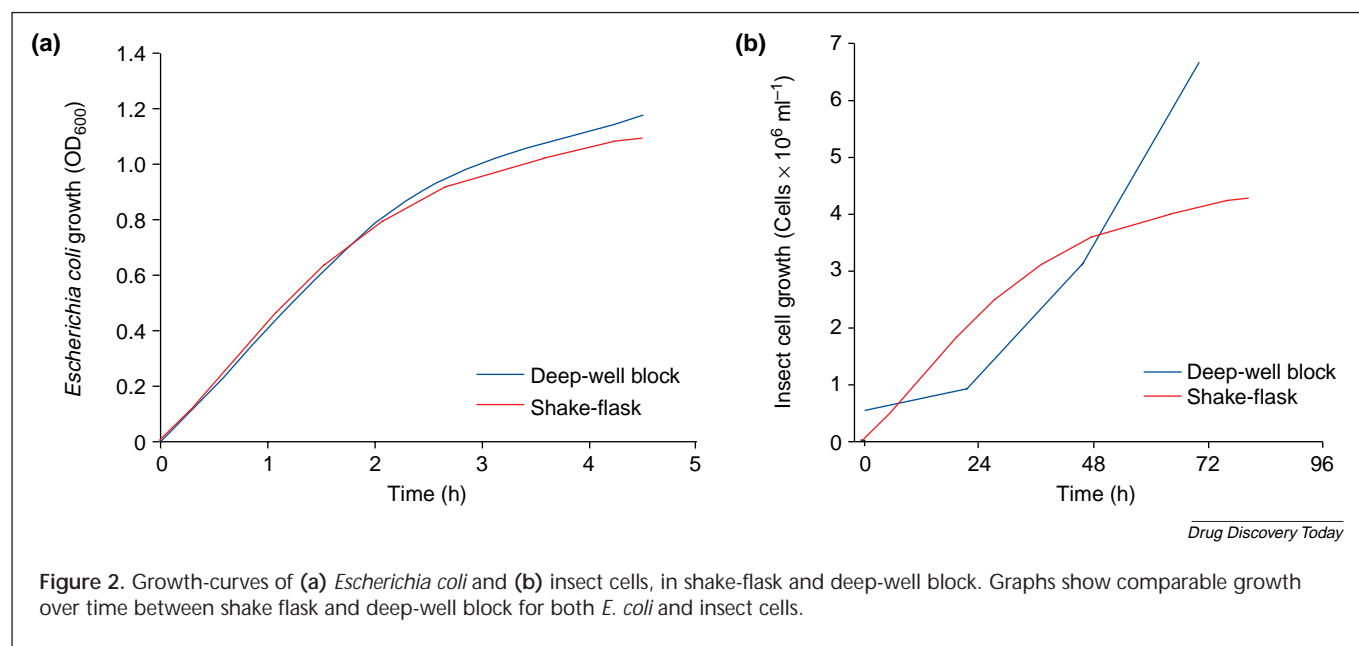 (a)
1.4
1.2
1.0
0.8
0.6
0.4
0.2
0
Escherichia coli growth (OD600)
Deep-well block
Shake-flask
0 1 2 3 4 5
Time (h)
(b)
7
6
5
4
3
2
1
0
Insect cell growth (Cells × 10⁶ ml⁻¹)
Deep-well block
Shake-flask
0 24 48 72 96
Time (h)
Drug Discovery Today
Figure 2. Growth-curves of (a) Escherichia coli and (b) insect cells, in shake-flask and deep-well block. Graphs show comparable growth
over time between shake flask and deep-well block for both E. coli and insect cells.